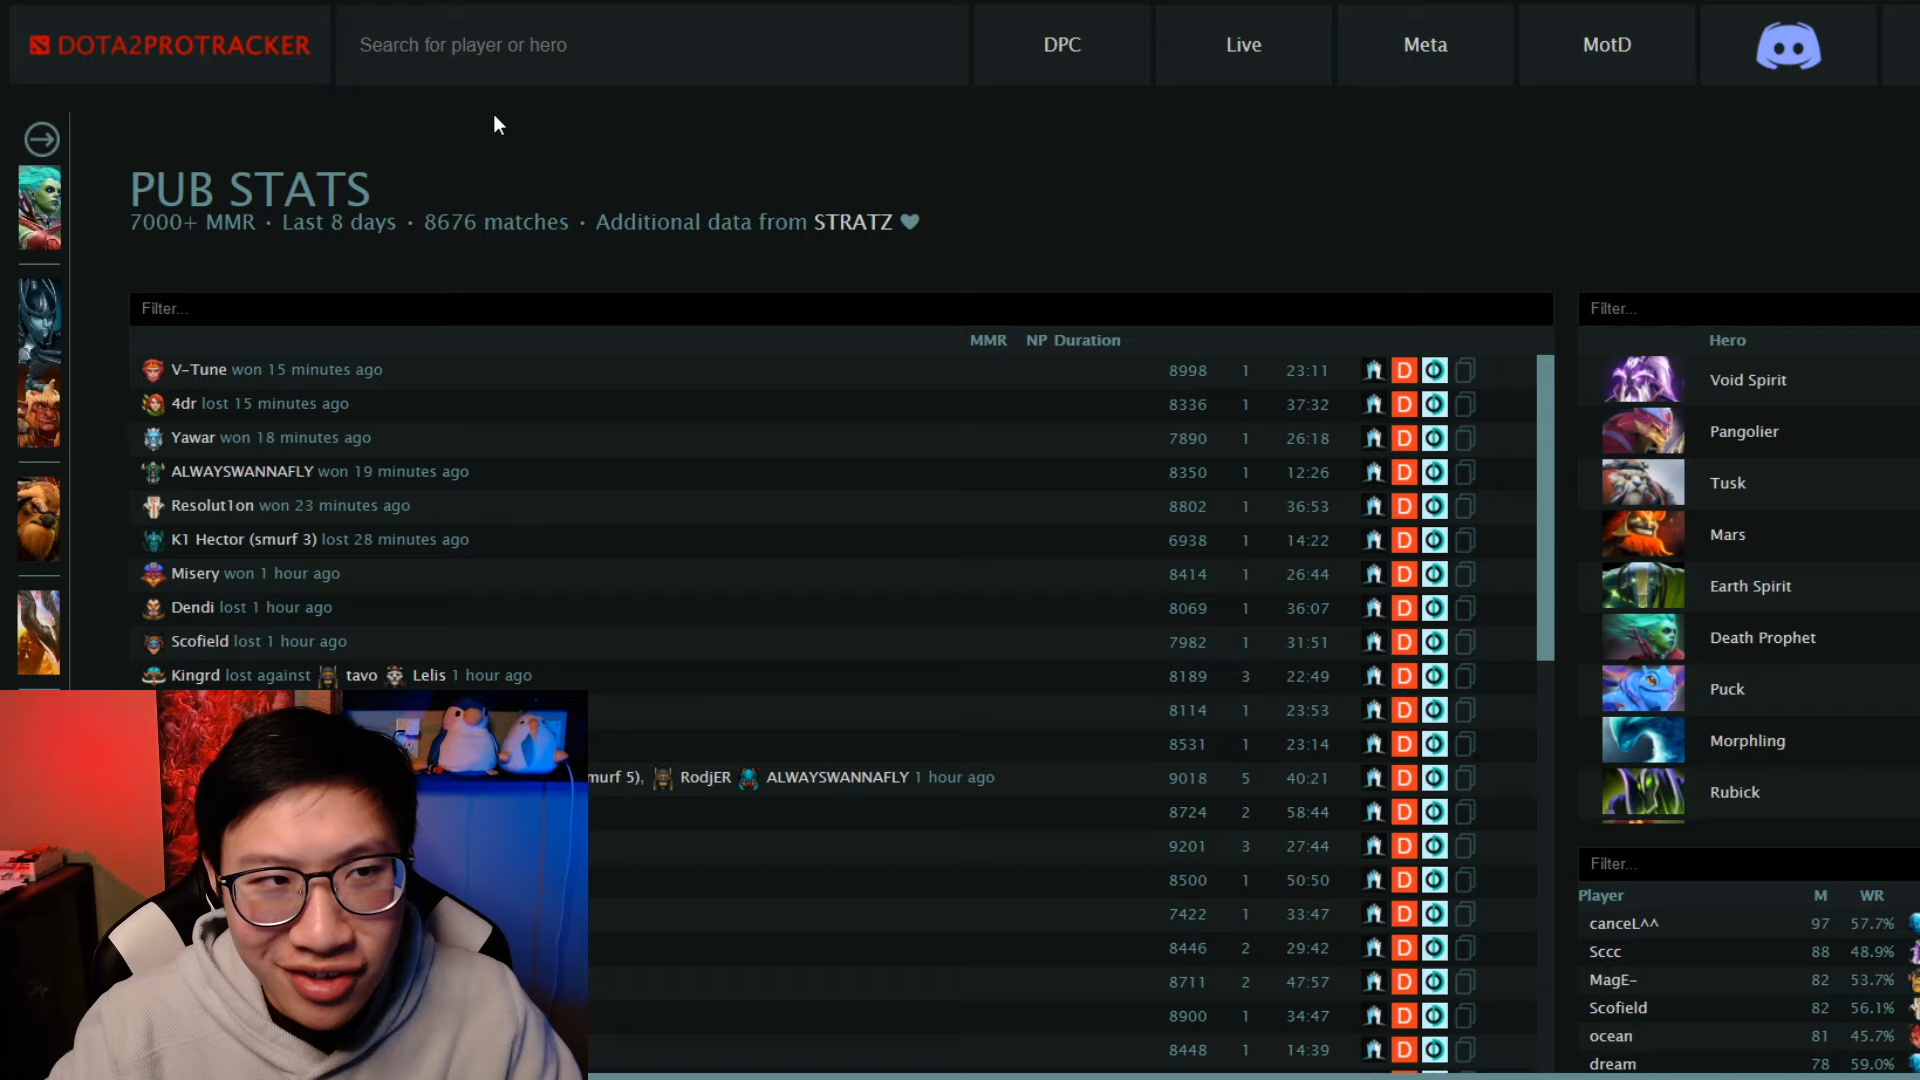 DOTA2PROTRACKER
Search for player or hero
DPC
Live
Meta
MotD
PUB STATS
7000+ MMR · Last 8 days · 8676 matches · Additional data from STRATZ
Filter...
MMR NP Duration
V-Tune won 15 minutes ago 8998 1 23:11 D
4dr lost 15 minutes ago 8336 1 37:32 D
Yawar won 18 minutes ago 7890 1 26:18 D
ALWAYSWANNAFLY won 19 minutes ago 8350 1 12:26 D
Resolut1on won 23 minutes ago 8802 1 36:53 D
K1 Hector (smurf 3) lost 28 minutes ago 6938 1 14:22 D
Misery won 1 hour ago 8414 1 26:44 D
Dendi lost 1 hour ago 8069 1 36:07 D
Scofield lost 1 hour ago 7982 1 31:51 D
Kingrd lost against tavo Lelis 1 hour ago 8189 3 22:49 D
8114 1 23:53 D
8531 1 23:14 D
murf 5), RodjER ALWAYSWANNAFLY 1 hour ago 9018 5 40:21 D
8724 2 58:44 D
9201 3 27:44 D
8500 1 50:50 D
7422 1 33:47 D
8446 2 29:42 D
8711 2 47:57 D
8900 1 34:47 D
8448 1 14:39 D
Filter...
Hero
Void Spirit
Pangolier
Tusk
Mars
Earth Spirit
Death Prophet
Puck
Morphling
Rubick
Filter...
Player M WR
canceL^^ 97 57.7%
Sccc 88 48.9%
MagE- 82 53.7%
Scofield 82 56.1%
ocean 81 45.7%
dream 78 59.0%